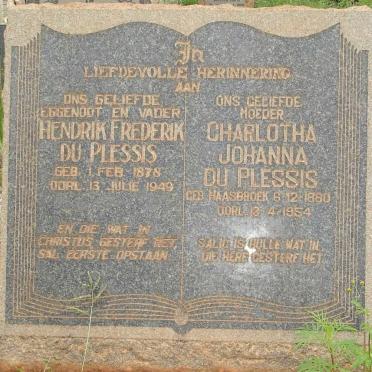 In
LIEFDEVOLLE HERINNERING
AAN
ONS GELIEFDE
EGGENOOT EN VADER
HENDRIK FREDERIK
DU PLESSIS
GEB. 1. FEB. 1878
OORL. 13 JULIE 1949
EN DIE WAT IN
CHRISTUS GESTERF HET,
SAL EERSTE OPSTAAN
ONS GELIEFDE
MOEDER
CHARLOTHA
JOHANNA
DU PLESSIS
GEB HAASBROEK 6-12-1880
OORL. 13-4-1954
SALIG IS HULLE WAT IN
DIE HERE GESTERF HET